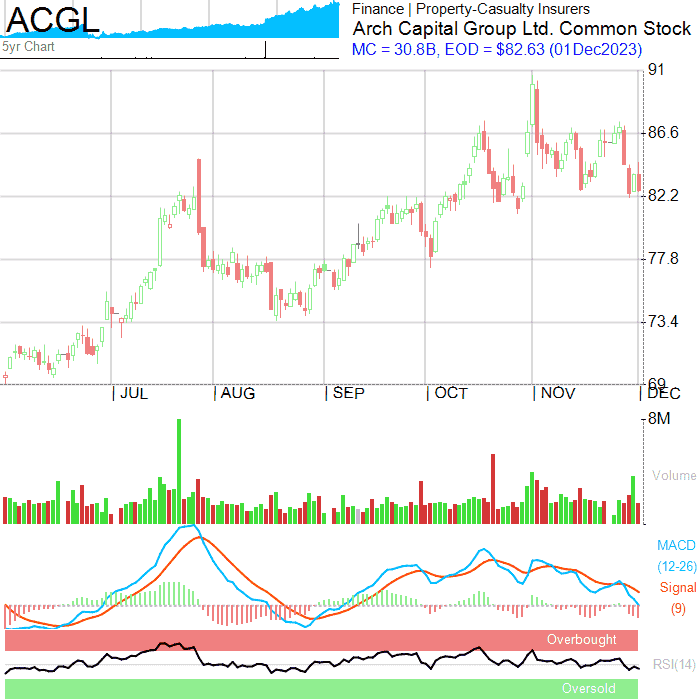 ACGL
5yr Chart
Finance | Property-Casualty Insurers
Arch Capital Group Ltd. Common Stock
MC = 30.8B, EOD = $82.63 (01Dec2023)
91
86.6
82.2
77.8
73.4
69
JUL AUG SEP OCT NOV DEC
8M
Volume
MACD
(12-26)
Signal
(9)
Overbought
RSI(14)
Oversold